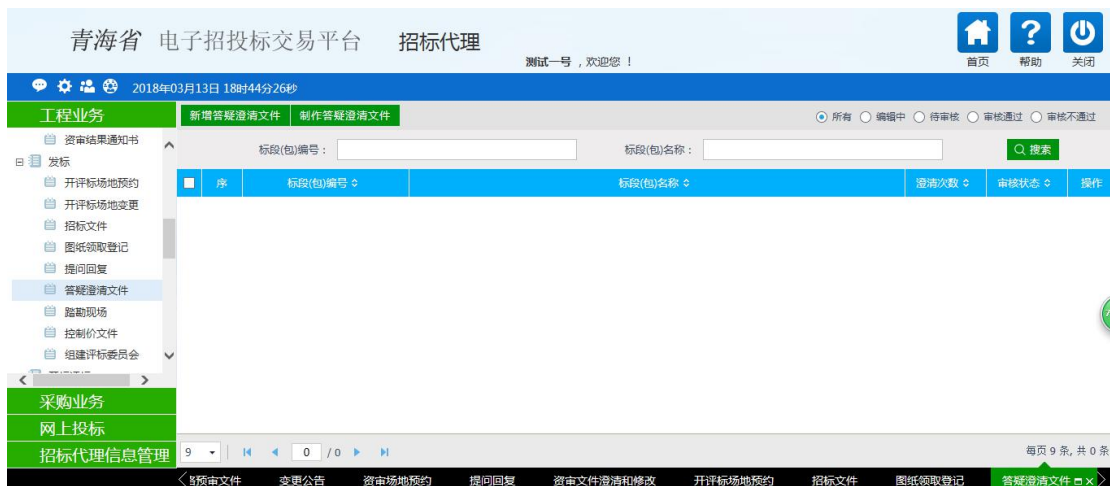 青海省 电子招投标交易平台 招标代理
测试一号 ，欢迎您 ！
首页 帮助 关闭
2018年03月13日 18时44分26秒
工程业务
新增答疑澄清文件 制作答疑澄清文件
所有 编辑中 待审核 审核通过 审核不通过
资审结果通知书
标段(包)编号： 标段(包)名称： 搜索
发标
开评标场地预约
序 标段(包)编号 标段(包)名称 澄清次数 审核状态 操作
开评标场地变更
招标文件
图纸领取登记
提问回复
答疑澄清文件
踏勘现场
控制价文件
组建评标委员会
采购业务
网上投标
招标代理信息管理
9 0 / 0 每页 9 条, 共 0 条
预审文件 变更公告 资审场地预约 提问回复 资审文件澄清和修改 开评标场地预约 招标文件 图纸领取登记 答疑澄清文件